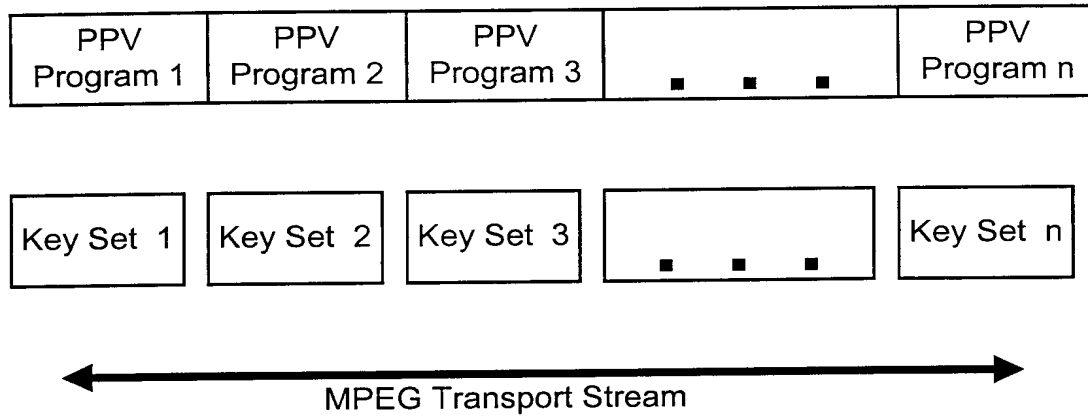 PPV
Program 1
PPV
Program 2
PPV
Program 3
. . .
PPV
Program n
Key Set 1
Key Set 2
Key Set 3
. . .
Key Set n
MPEG Transport Stream